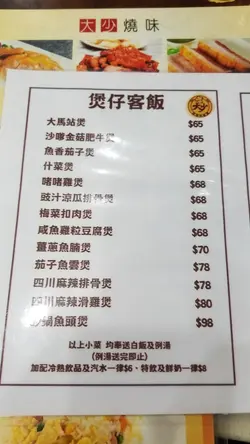 大少燒味
煲仔客飯
大馬站煲 $65
沙嗲金菇肥牛煲 $65
魚香茄子煲 $65
什菜煲 $65
啫啫雞煲 $68
豉汁涼瓜排骨煲 $68
梅菜扣肉煲 $68
咸魚雞粒豆腐煲 $68
薑蔥魚腩煲 $70
茄子魚雲煲 $78
四川麻辣排骨煲 $78
四川麻辣滑雞煲 $80
鍋魚頭煲 $98
以上小菜 均奉送白飯及例湯
(例湯送完即止)
加配冷熱飲品及汽水一律$6、特飲及鮮奶一律$8